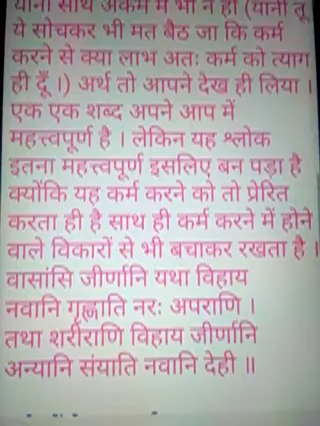 यानी साथ अकर्म में भी न हो (यानी तू
ये सोचकर भी मत बैठ जा कि कर्म
करने से क्या लाभ अतः कर्म को त्याग
ही दूँ ।) अर्थ तो आपने देख ही लिया ।
एक एक शब्द अपने आप में
महत्त्वपूर्ण है । लेकिन यह श्लोक
इतना महत्त्वपूर्ण इसलिए बन पड़ा है
क्योंकि यह कर्म करने को तो प्रेरित
करता ही है साथ ही कर्म करने में होने
वाले विकारों से भी बचाकर रखता है ।
वासांसि जीर्णानि यथा विहाय
नवानि गृह्णाति नरः अपराणि ।
तथा शरीराणि विहाय जीर्णानि
अन्यानि संयाति नवानि देही ॥